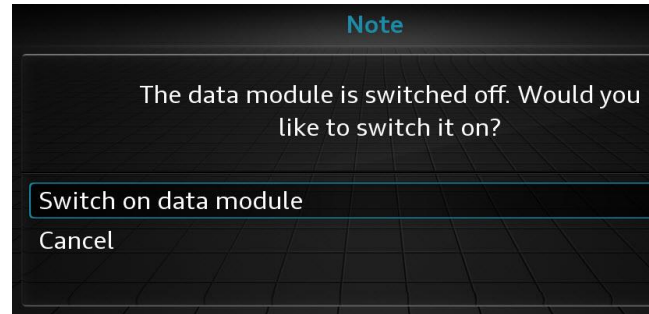 Note
The data module is switched off. Would you
like to switch it on?
Switch on data module
Cancel